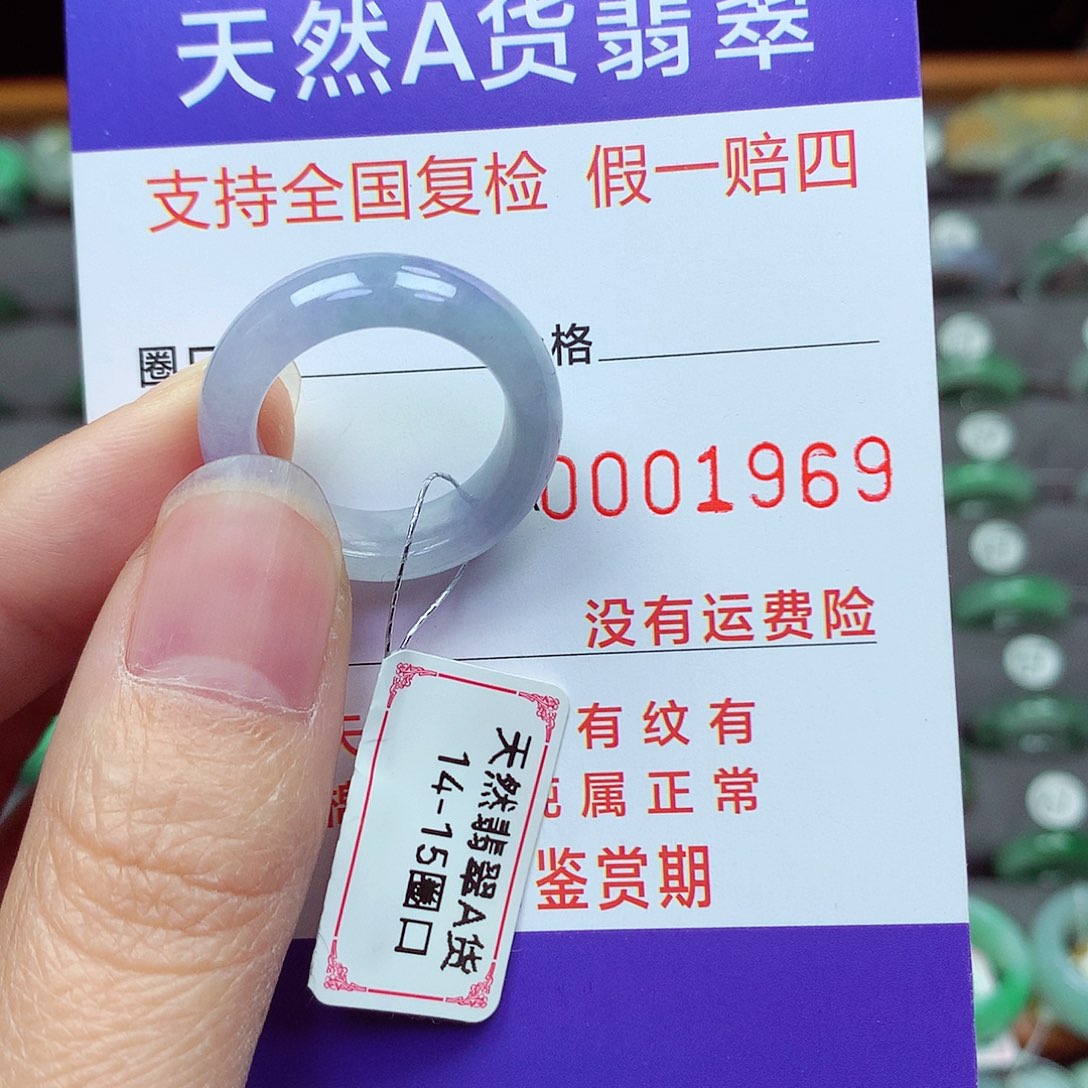 天然A货翡翠
支持全国复检 假一赔四
圈口
格
0001969
没有运费险
天
有纹有
属正常
鉴赏期
天然翡翠A货
14-15圈口